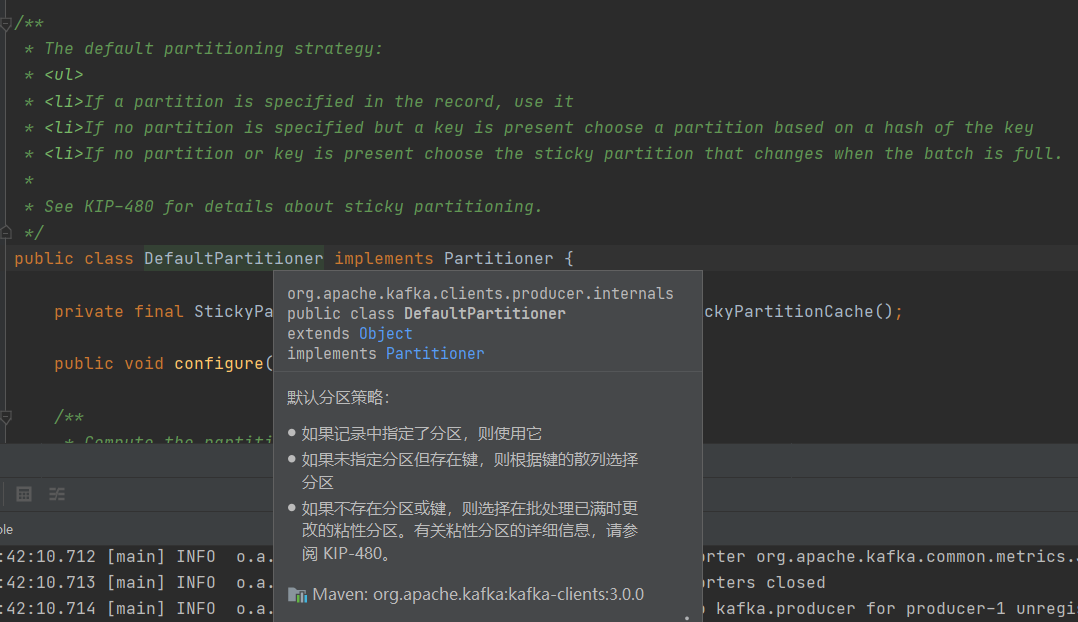 /**
* The default partitioning strategy:
* <ul>
* <li>If a partition is specified in the record, use it
* <li>If no partition is specified but a key is present choose a partition based on a hash of the key
* <li>If no partition or key is present choose the sticky partition that changes when the batch is full.
*
* See KIP-480 for details about sticky partitioning.
*/
public class DefaultPartitioner implements Partitioner {
private final StickyPa ckyPartitionCache();
public void configure(
/**
* Compute the partiti
org.apache.kafka.clients.producer.internals
public class DefaultPartitioner
extends Object
implements Partitioner
默认分区策略:
• 如果记录中指定了分区，则使用它
• 如果未指定分区但存在键，则根据键的散列选择
分区
• 如果不存在分区或键，则选择在批处理已满时更
改的粘性分区。有关粘性分区的详细信息，请参
阅 KIP-480。
Maven: org.apache.kafka:kafka-clients:3.0.0
ole
:42:10.712 [main] INFO o.a. rter org.apache.kafka.common.metrics.
:42:10.713 [main] INFO o.a. rters closed
:42:10.714 [main] INFO o.a. kafka.producer for producer-1 unregi